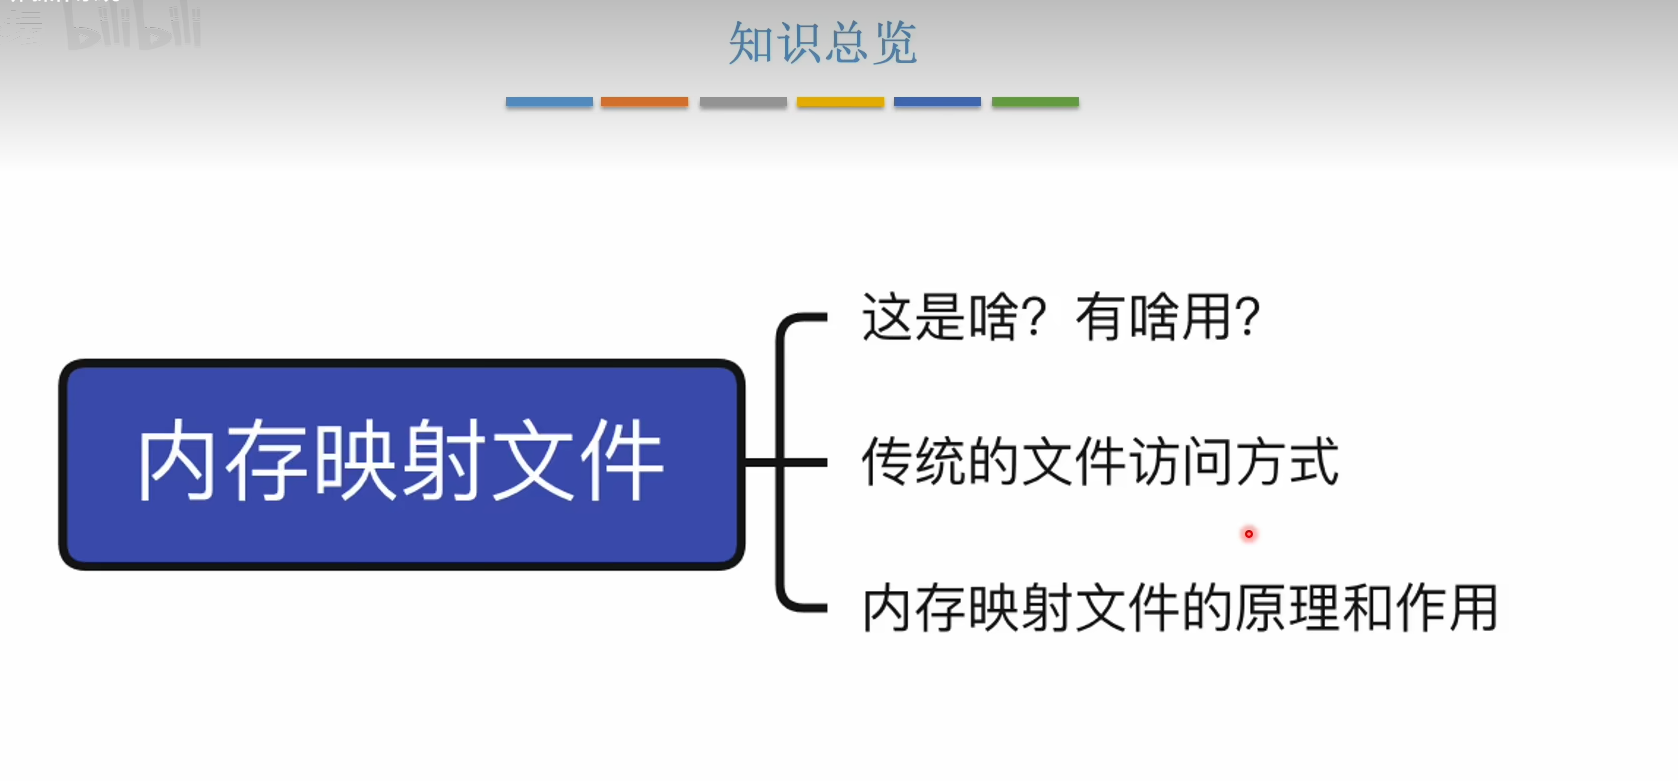 bilibili
知识总览
这是啥？有啥用？
内存映射文件
传统的文件访问方式
内存映射文件的原理和作用